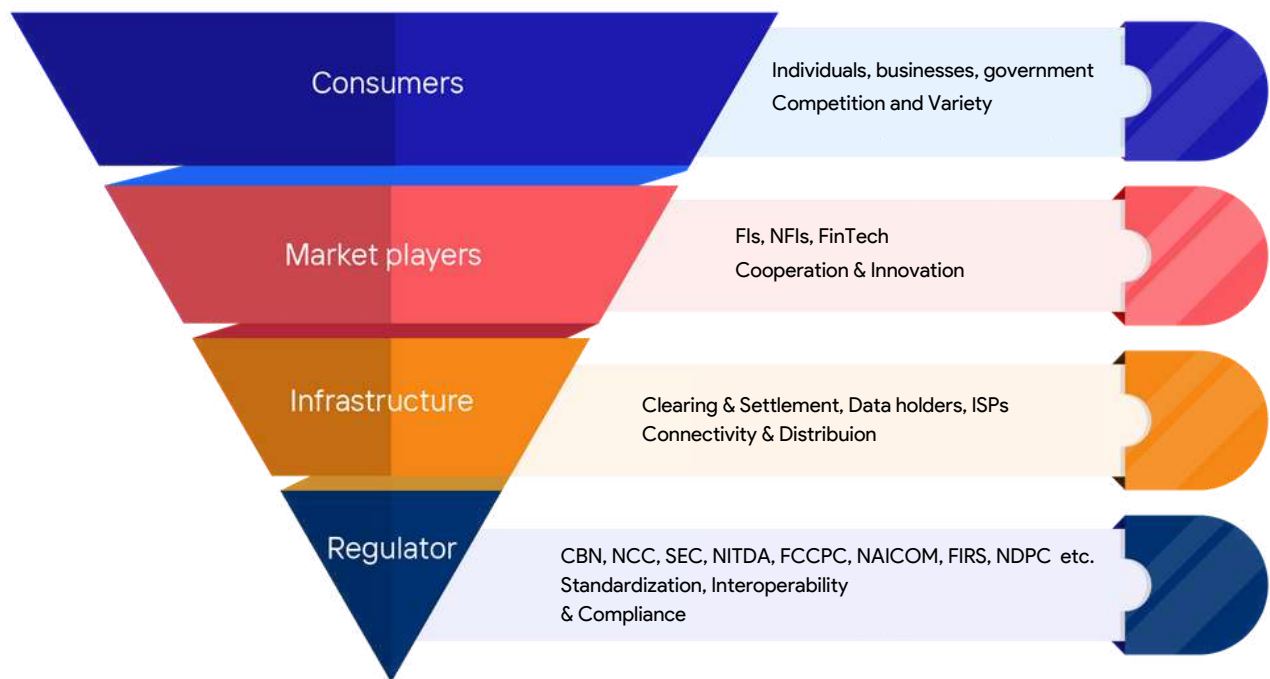 Consumers
Individuals, businesses, government
Competition and Variety
Market players
FIs, NFIs, FinTech
Cooperation & Innovation
Infrastructure
Clearing & Settlement, Data holders, ISPs
Connectivity & Distribuion
Regulator
CBN, NCC, SEC, NITDA, FCCPC, NAICOM, FIRS, NDPC etc.
Standardization, Interoperability
& Compliance